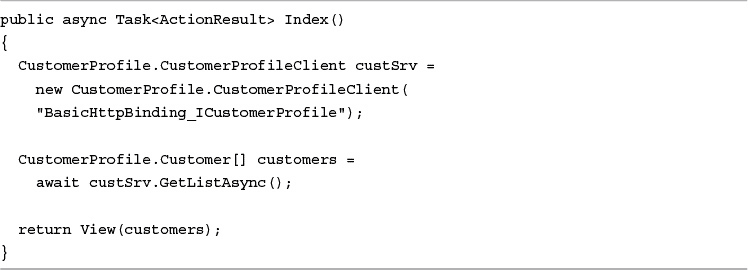 public async Task<ActionResult> Index()
{
CustomerProfile.CustomerProfileClient custSrv =
new CustomerProfile.CustomerProfileClient(
"BasicHttpBinding_ICustomerProfile");
CustomerProfile.Customer[] customers =
await custSrv.GetListAsync();
return View(customers);
}